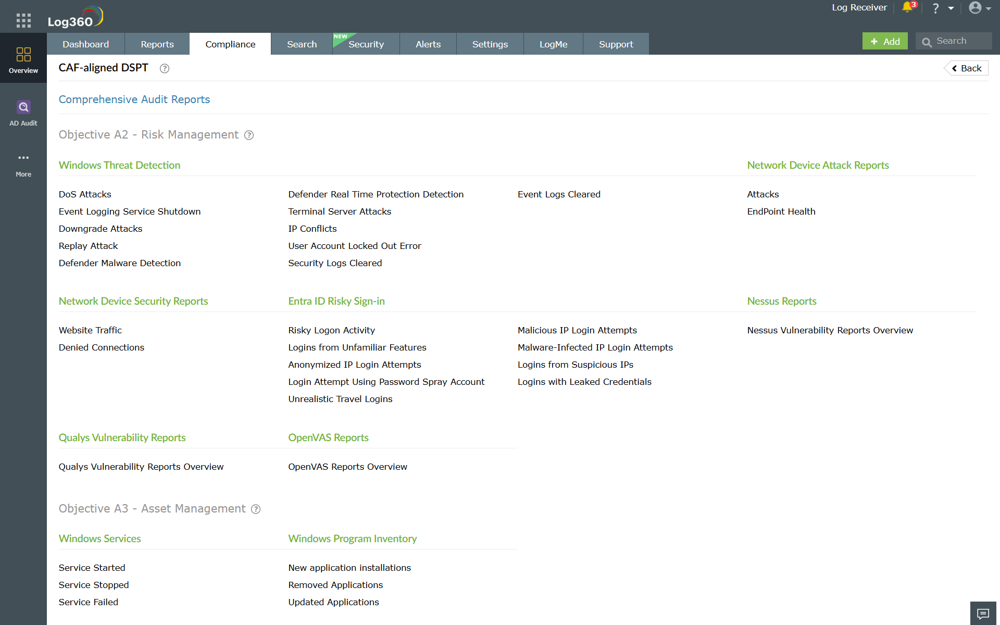 Log360
Log Receiver
3
?
Dashboard
Reports
Compliance
Search
NEW
Security
Alerts
Settings
LogMe
Support
+ Add
Search
Overview
AD Audit
More
CAF-aligned DSPT ?
Back
Comprehensive Audit Reports
Objective A2 - Risk Management ?
Windows Threat Detection
DoS Attacks
Event Logging Service Shutdown
Downgrade Attacks
Replay Attack
Defender Malware Detection
Defender Real Time Protection Detection
Terminal Server Attacks
IP Conflicts
User Account Locked Out Error
Security Logs Cleared
Event Logs Cleared
Network Device Attack Reports
Attacks
EndPoint Health
Network Device Security Reports
Website Traffic
Denied Connections
Entra ID Risky Sign-in
Risky Logon Activity
Logins from Unfamiliar Features
Anonymized IP Login Attempts
Login Attempt Using Password Spray Account
Unrealistic Travel Logins
Malicious IP Login Attempts
Malware-Infected IP Login Attempts
Logins from Suspicious IPs
Logins with Leaked Credentials
Nessus Reports
Nessus Vulnerability Reports Overview
Qualys Vulnerability Reports
Qualys Vulnerability Reports Overview
OpenVAS Reports
OpenVAS Reports Overview
Objective A3 - Asset Management ?
Windows Services
Service Started
Service Stopped
Service Failed
Windows Program Inventory
New application installations
Removed Applications
Updated Applications